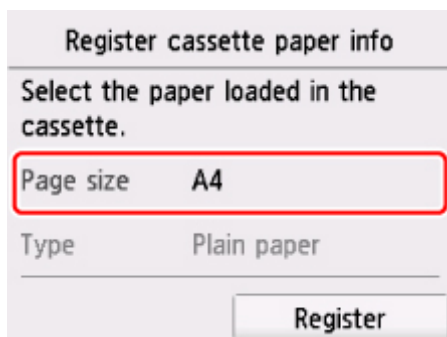 Register cassette paper info
Select the paper loaded in the
cassette.
Page size A4
Type Plain paper
Register